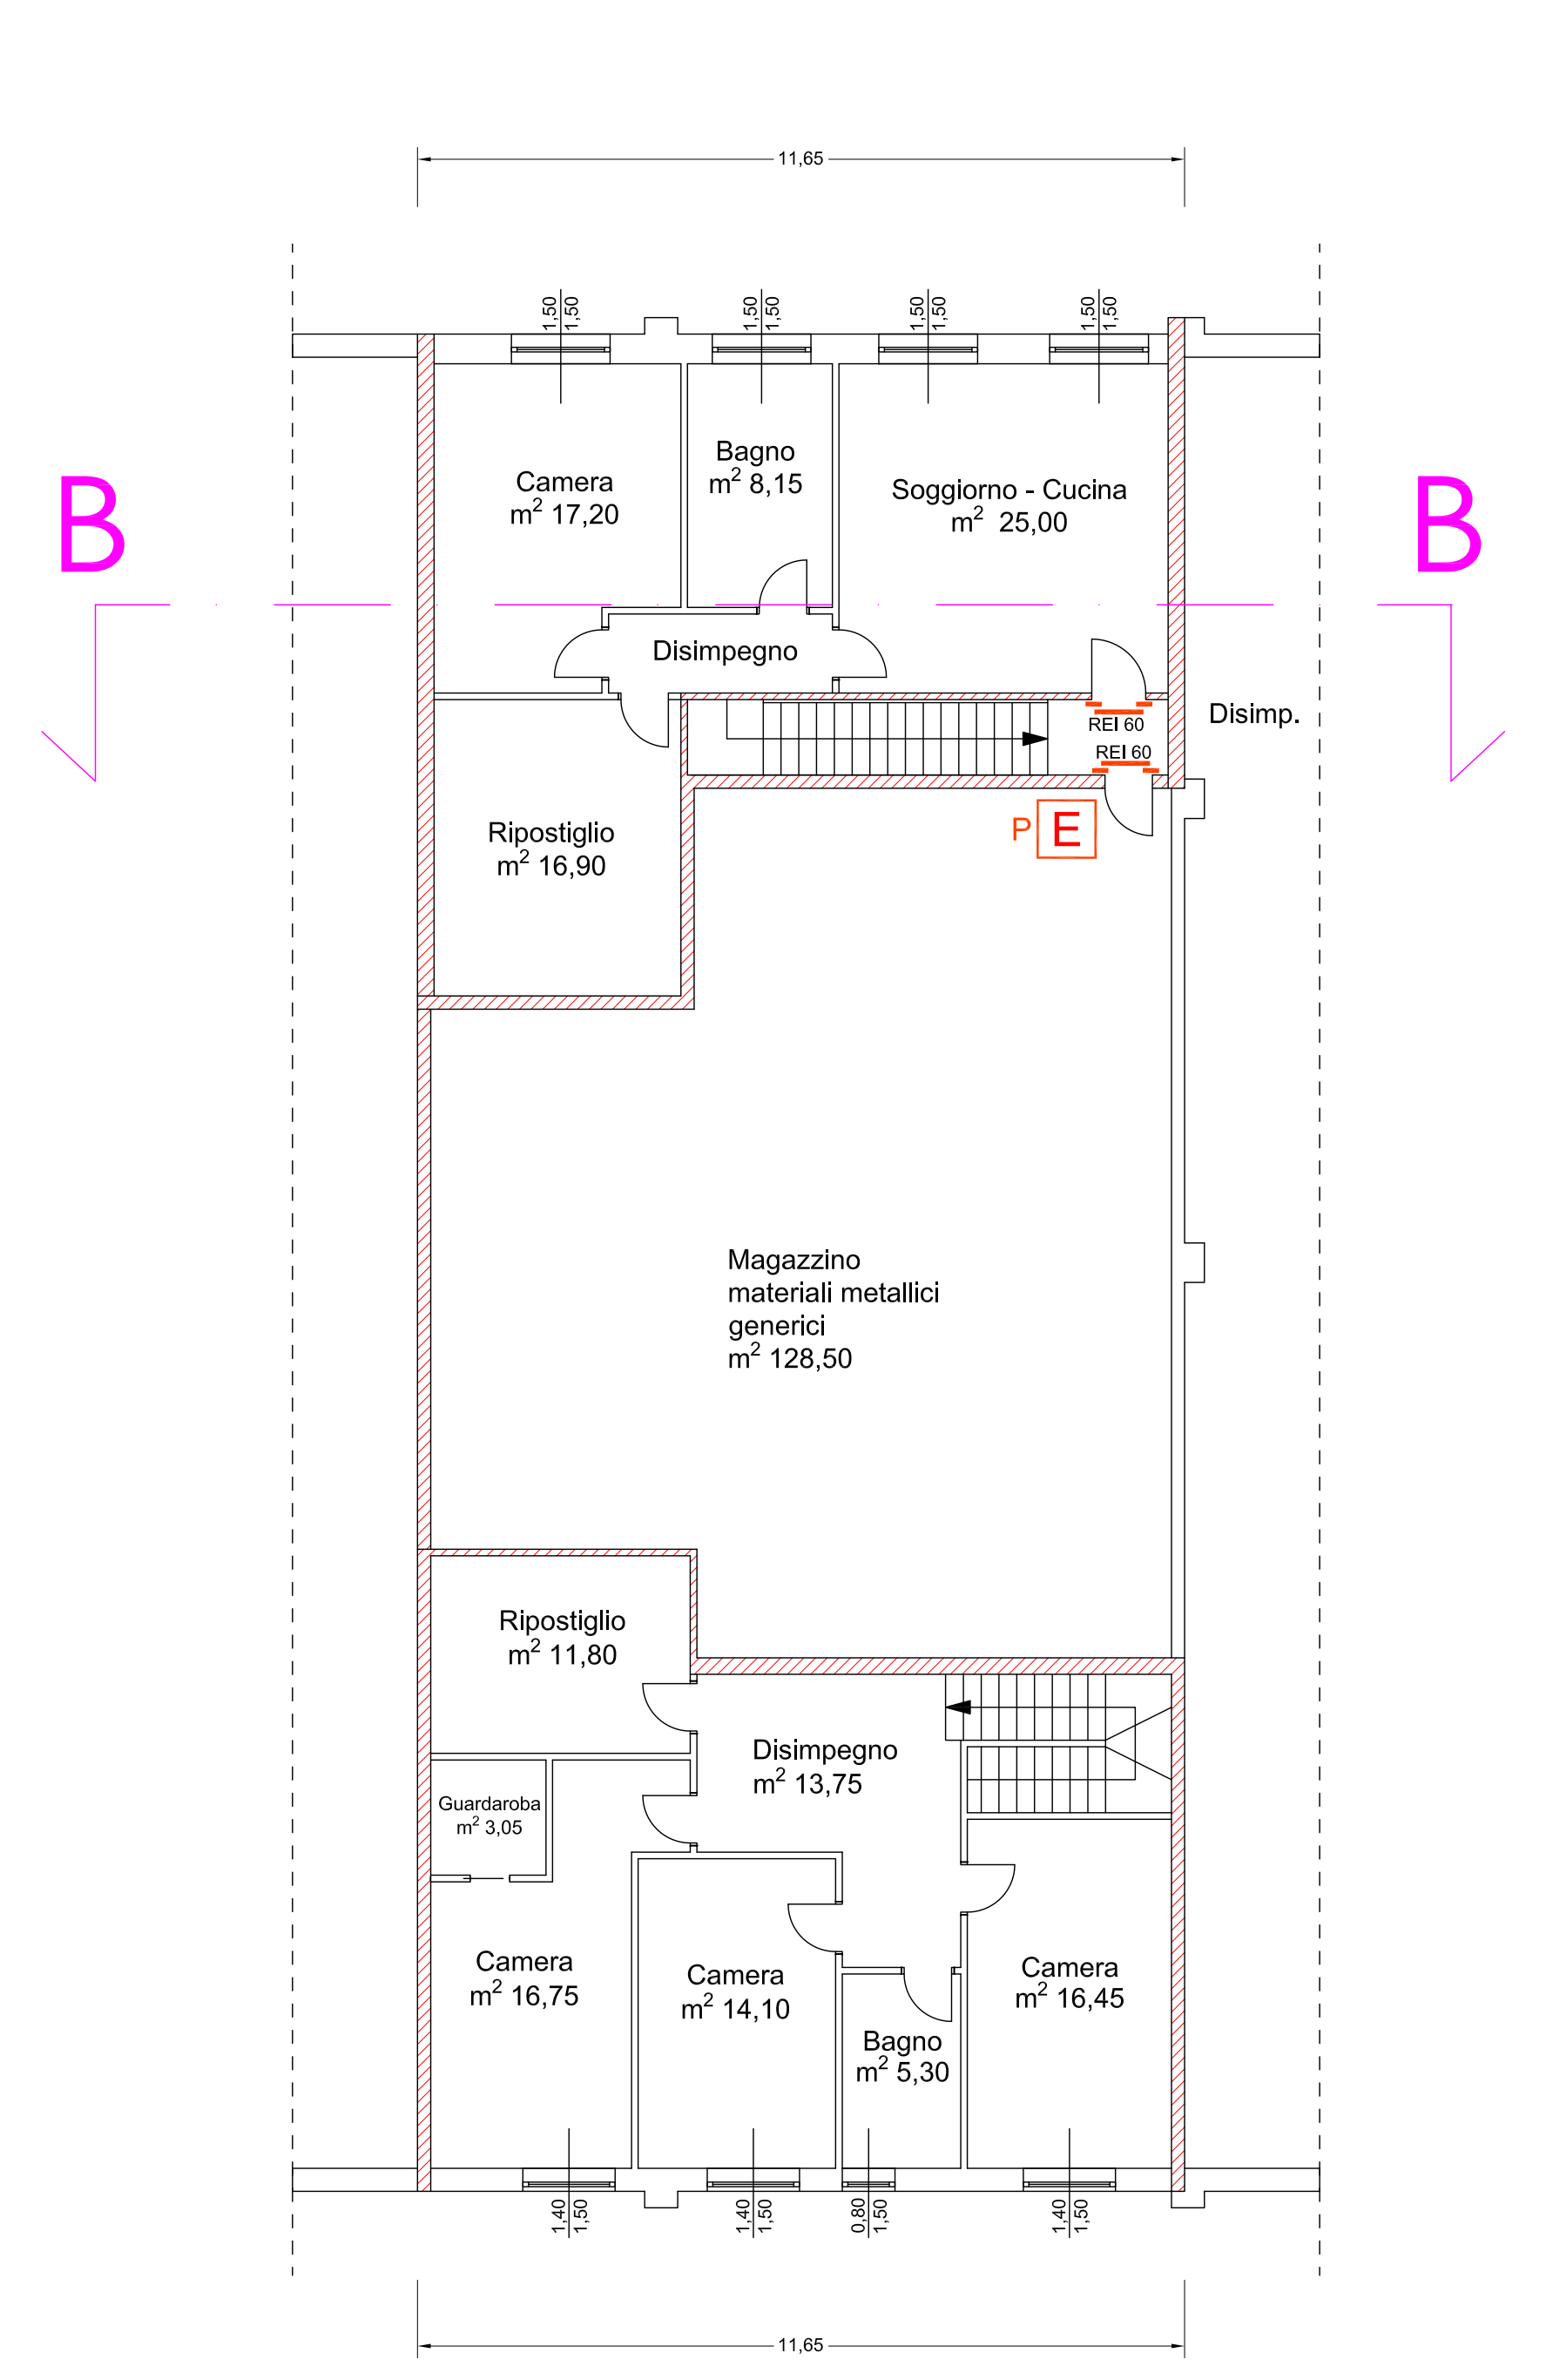 11,65
1,50
1,50
1,50
1,50
1,50
1,50
1,50
1,50
B
B
Camera
m² 17,20
Bagno
m² 8,15
Soggiorno - Cucina
m² 25,00
Disimpegno
Disimp.
REI 60
REI 60
P E
Ripostiglio
m² 16,90
Magazzino
materiali metallici
generici
m² 128,50
Ripostiglio
m² 11,80
Disimpegno
m² 13,75
Guardaroba
m² 3,05
Camera
m² 16,75
Camera
m² 14,10
Bagno
m² 5,30
Camera
m² 16,45
1,40
1,50
1,40
1,50
0,80
1,50
1,40
1,50
11,65